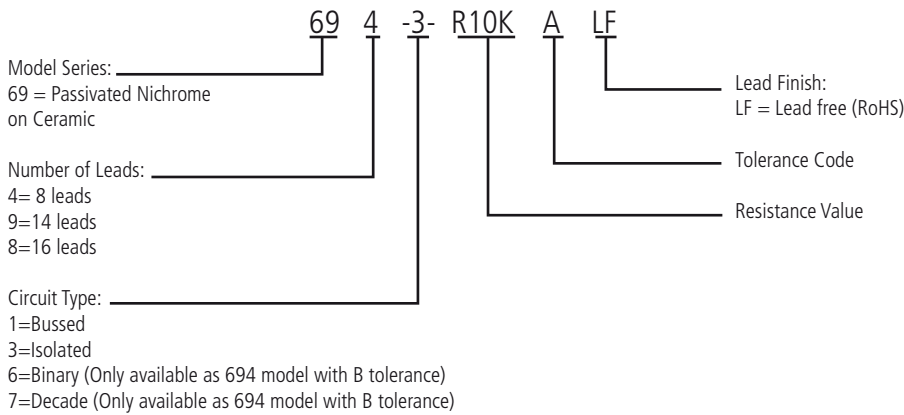 69 4 -3- R10K A LF
Model Series:
69 = Passivated Nichrome
on Ceramic
Number of Leads:
4= 8 leads
9=14 leads
8=16 leads
Circuit Type:
1=Bussed
3=Isolated
6=Binary (Only available as 694 model with B tolerance)
7=Decade (Only available as 694 model with B tolerance)
Lead Finish:
LF = Lead free (RoHS)
Tolerance Code
Resistance Value